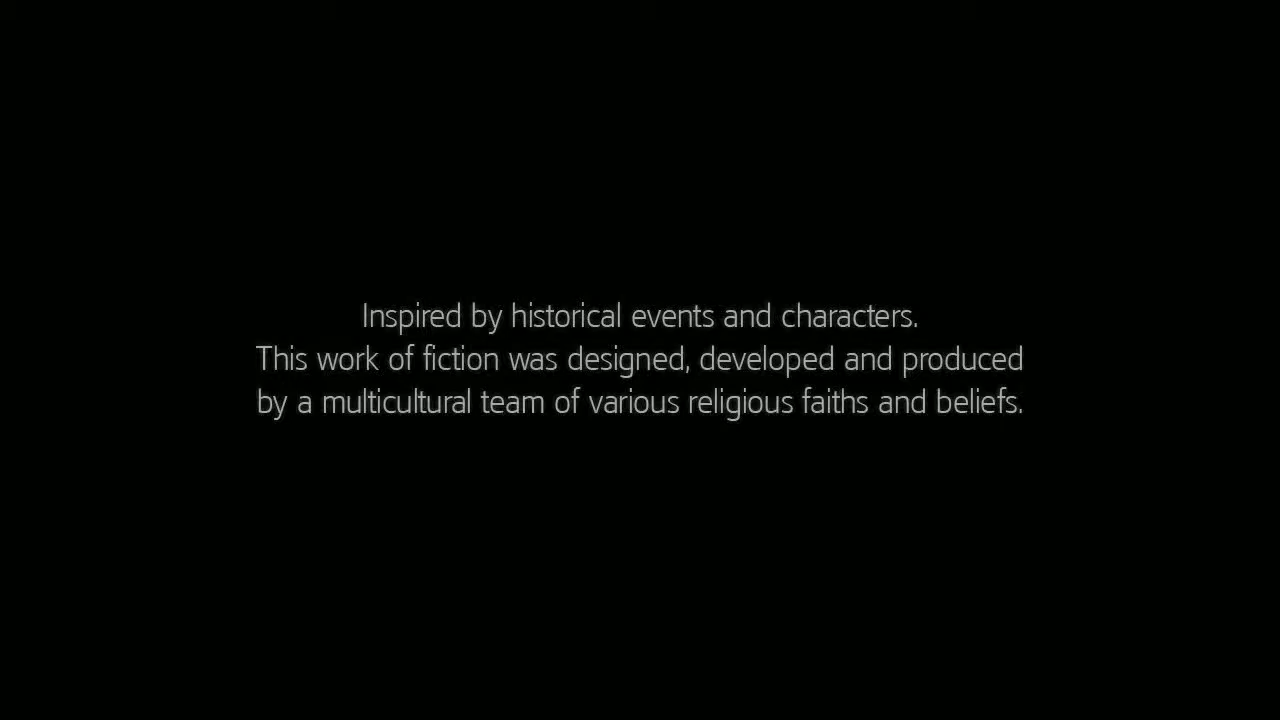 Inspired by historical events and characters.
This work of fiction was designed, developed and produced
by a multicultural team of various religious faiths and beliefs.